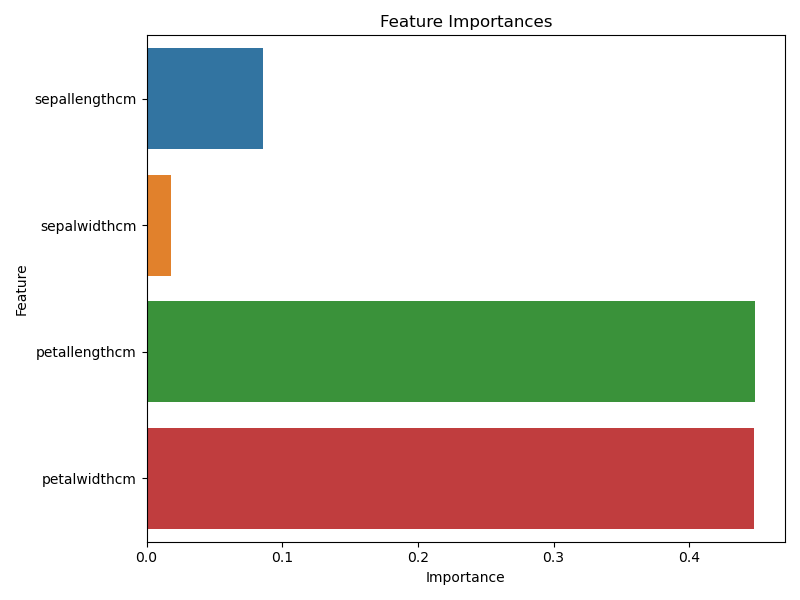 Feature Importances
sepallengthcm
sepalwidthcm
petallengthcm
petalwidthcm
Feature
0.0 0.1 0.2 0.3 0.4
Importance